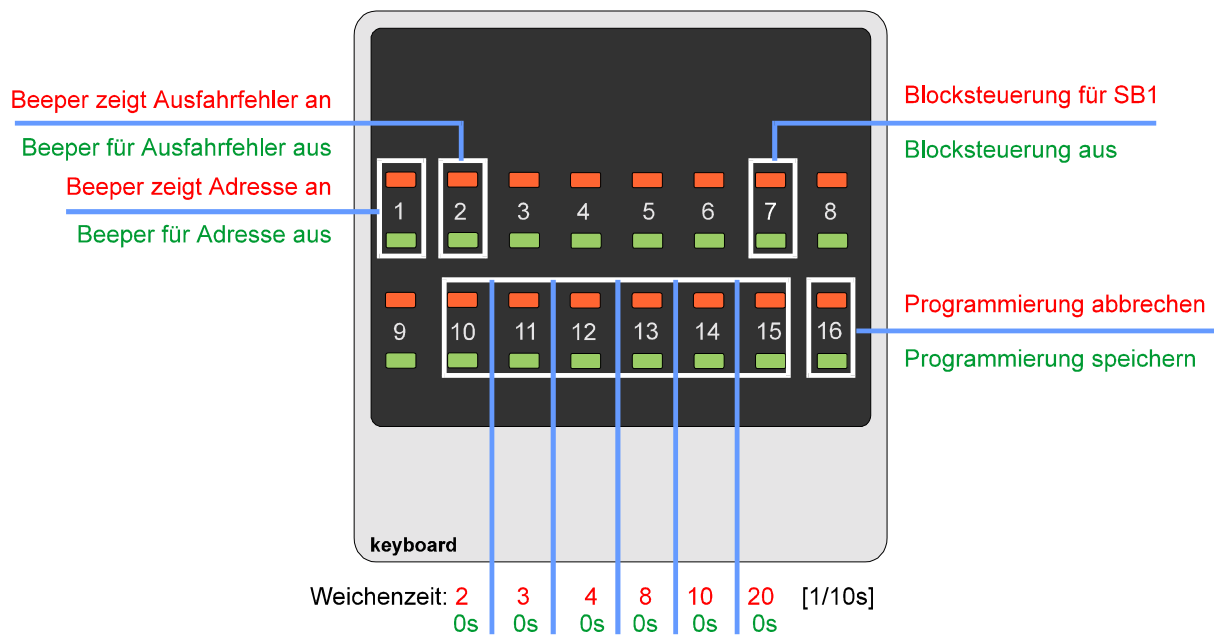 Beeper zeigt Ausfahrfehler an
Beeper für Ausfahrfehler aus
Beeper zeigt Adresse an
Beeper für Adresse aus
Blocksteuerung für SB1
Blocksteuerung aus
1 2 3 4 5 6 7 8
9 10 11 12 13 14 15 16
Programmierung abbrechen
Programmierung speichern
keyboard
Weichenzeit: 2 3 4 8 10 20 [1/10s]
0s 0s 0s 0s 0s 0s